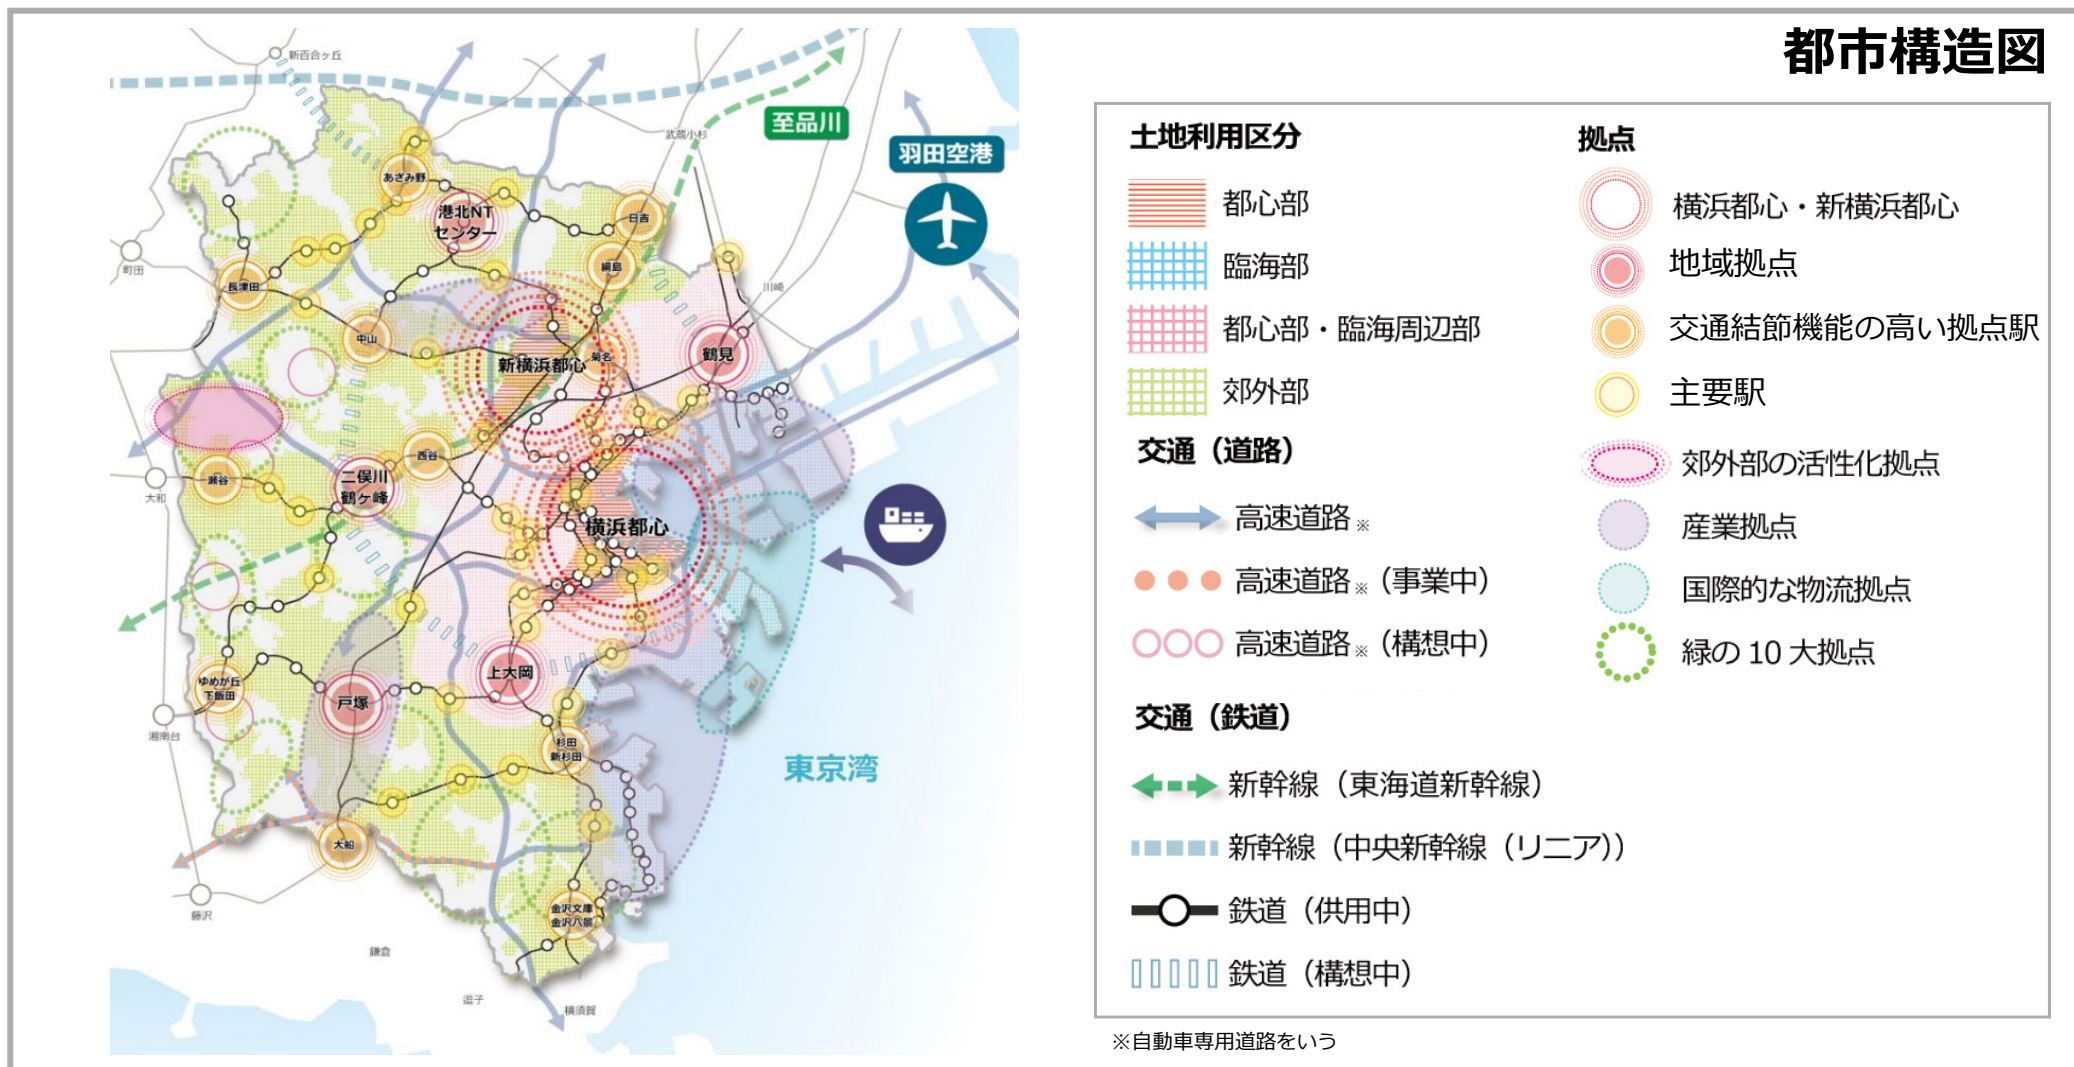 都市構造図
新百合ヶ丘
武蔵小杉
至品川
羽田空港
あざみ野
港北NT
センター
日吉
町田
綱島
長津田
川崎
中山
鶴見
新横浜都心
菊名
西谷
瀬谷
二俣川
鶴ヶ峰
大和
横浜都心
ゆめが丘
下飯田
上大岡
戸塚
湘南台
杉田
新杉田
東京湾
大船
藤沢
金沢文庫
金沢八景
鎌倉
逗子
横須賀
土地利用区分
都心部
臨海部
都心部・臨海周辺部
郊外部
交通（道路）
高速道路※
高速道路※（事業中）
高速道路※（構想中）
交通（鉄道）
新幹線（東海道新幹線）
新幹線（中央新幹線（リニア））
鉄道（供用中）
鉄道（構想中）
拠点
横浜都心・新横浜都心
地域拠点
交通結節機能の高い拠点駅
主要駅
郊外部の活性化拠点
産業拠点
国際的な物流拠点
緑の10大拠点
※自動車専用道路をいう